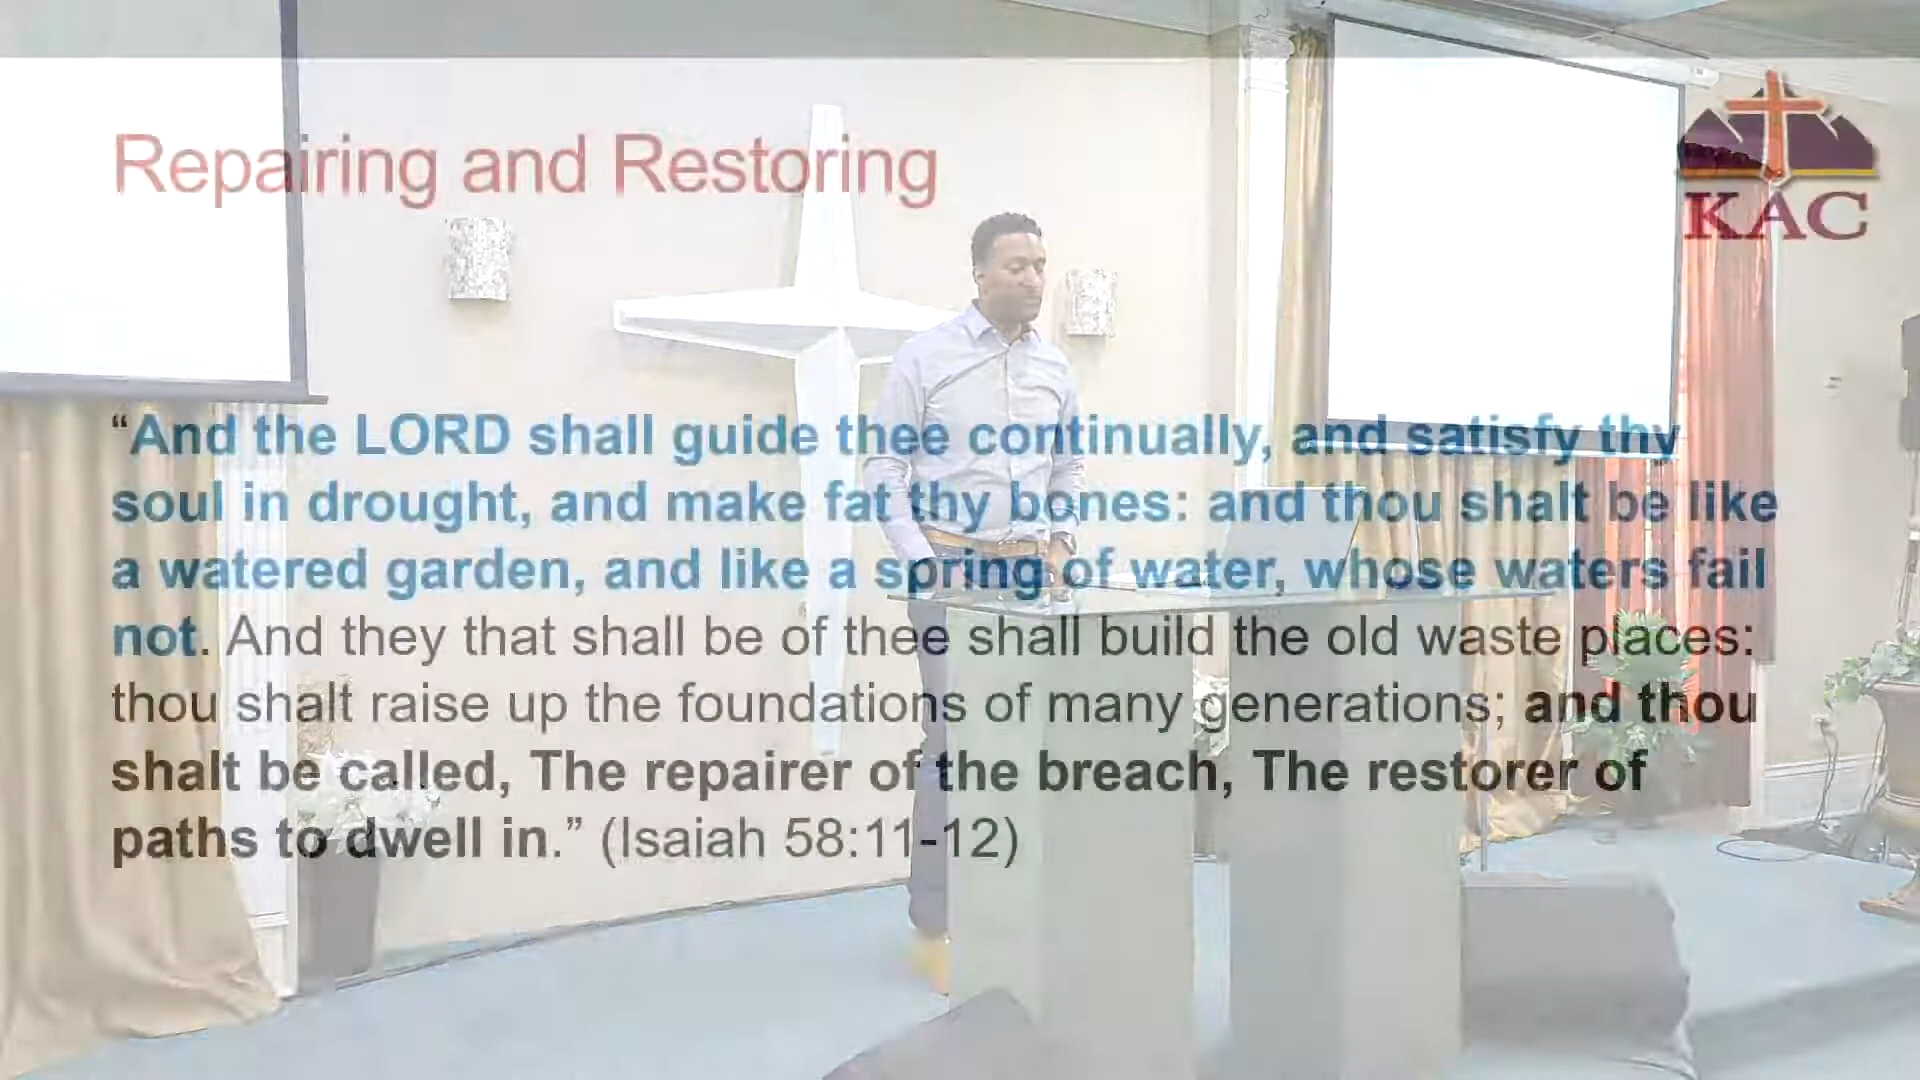 Repairing and Restoring
KAC
“And the LORD shall guide thee continually, and satisfy thy
soul in drought, and make fat thy bones: and thou shalt be like
a watered garden, and like a spring of water, whose waters fail
not. And they that shall be of thee shall build the old waste places:
thou shalt raise up the foundations of many generations; and thou
shalt be called, The repairer of the breach, The restorer of
paths to dwell in.” (Isaiah 58:11-12)